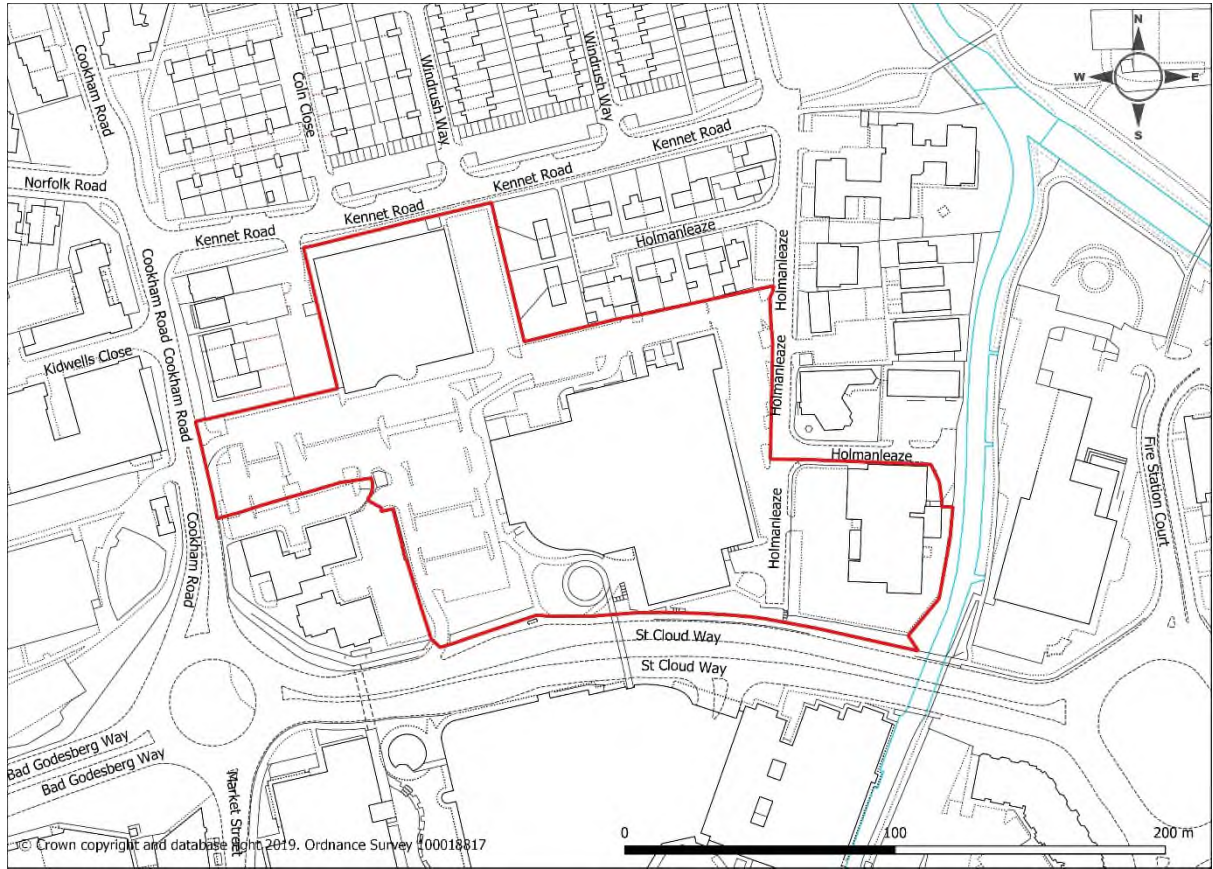 Cookham Road
Coln Close
Windrush Way
Windrush Way
N
W
E
S
Norfolk Road
Kennet Road
Kennet Road
Kennet Road
Kennet Road
Holmanleaze
Holmanleaze
Cookham Road
Cookham Road
Kidwells Close
Holmanleaze
Holmanleaze
Fire Station Court
Cookham Road
Holmanleaze
St Cloud Way
St Cloud Way
Bad Godesberg Way
Bad Godesberg Way
Market Street
0
100
200 m
© Crown copyright and database right 2019. Ordnance Survey 100018817